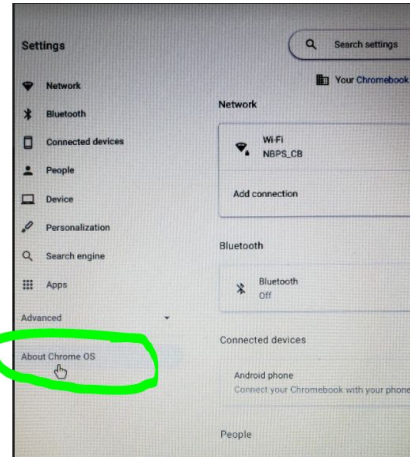 Settings
Search settings
Your Chromebook
Network
Bluetooth
Connected devices
People
Device
Personalization
Search engine
Apps
Advanced
About Chrome OS
Network
Wi-Fi
NBPS_CB
Add connection
Bluetooth
Bluetooth
Off
Connected devices
Android phone
Connect your Chromebook with your phone
People